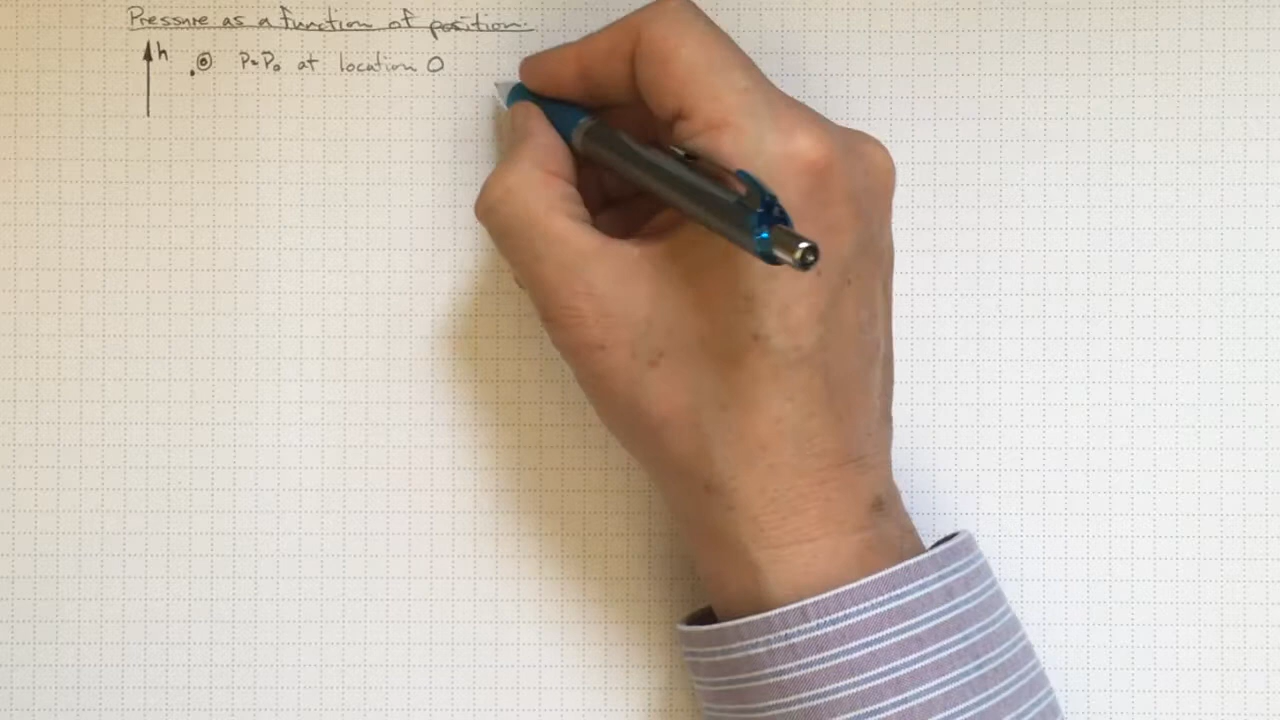 Pressure as a function of position.
h ⓪ P=P₀ at location O